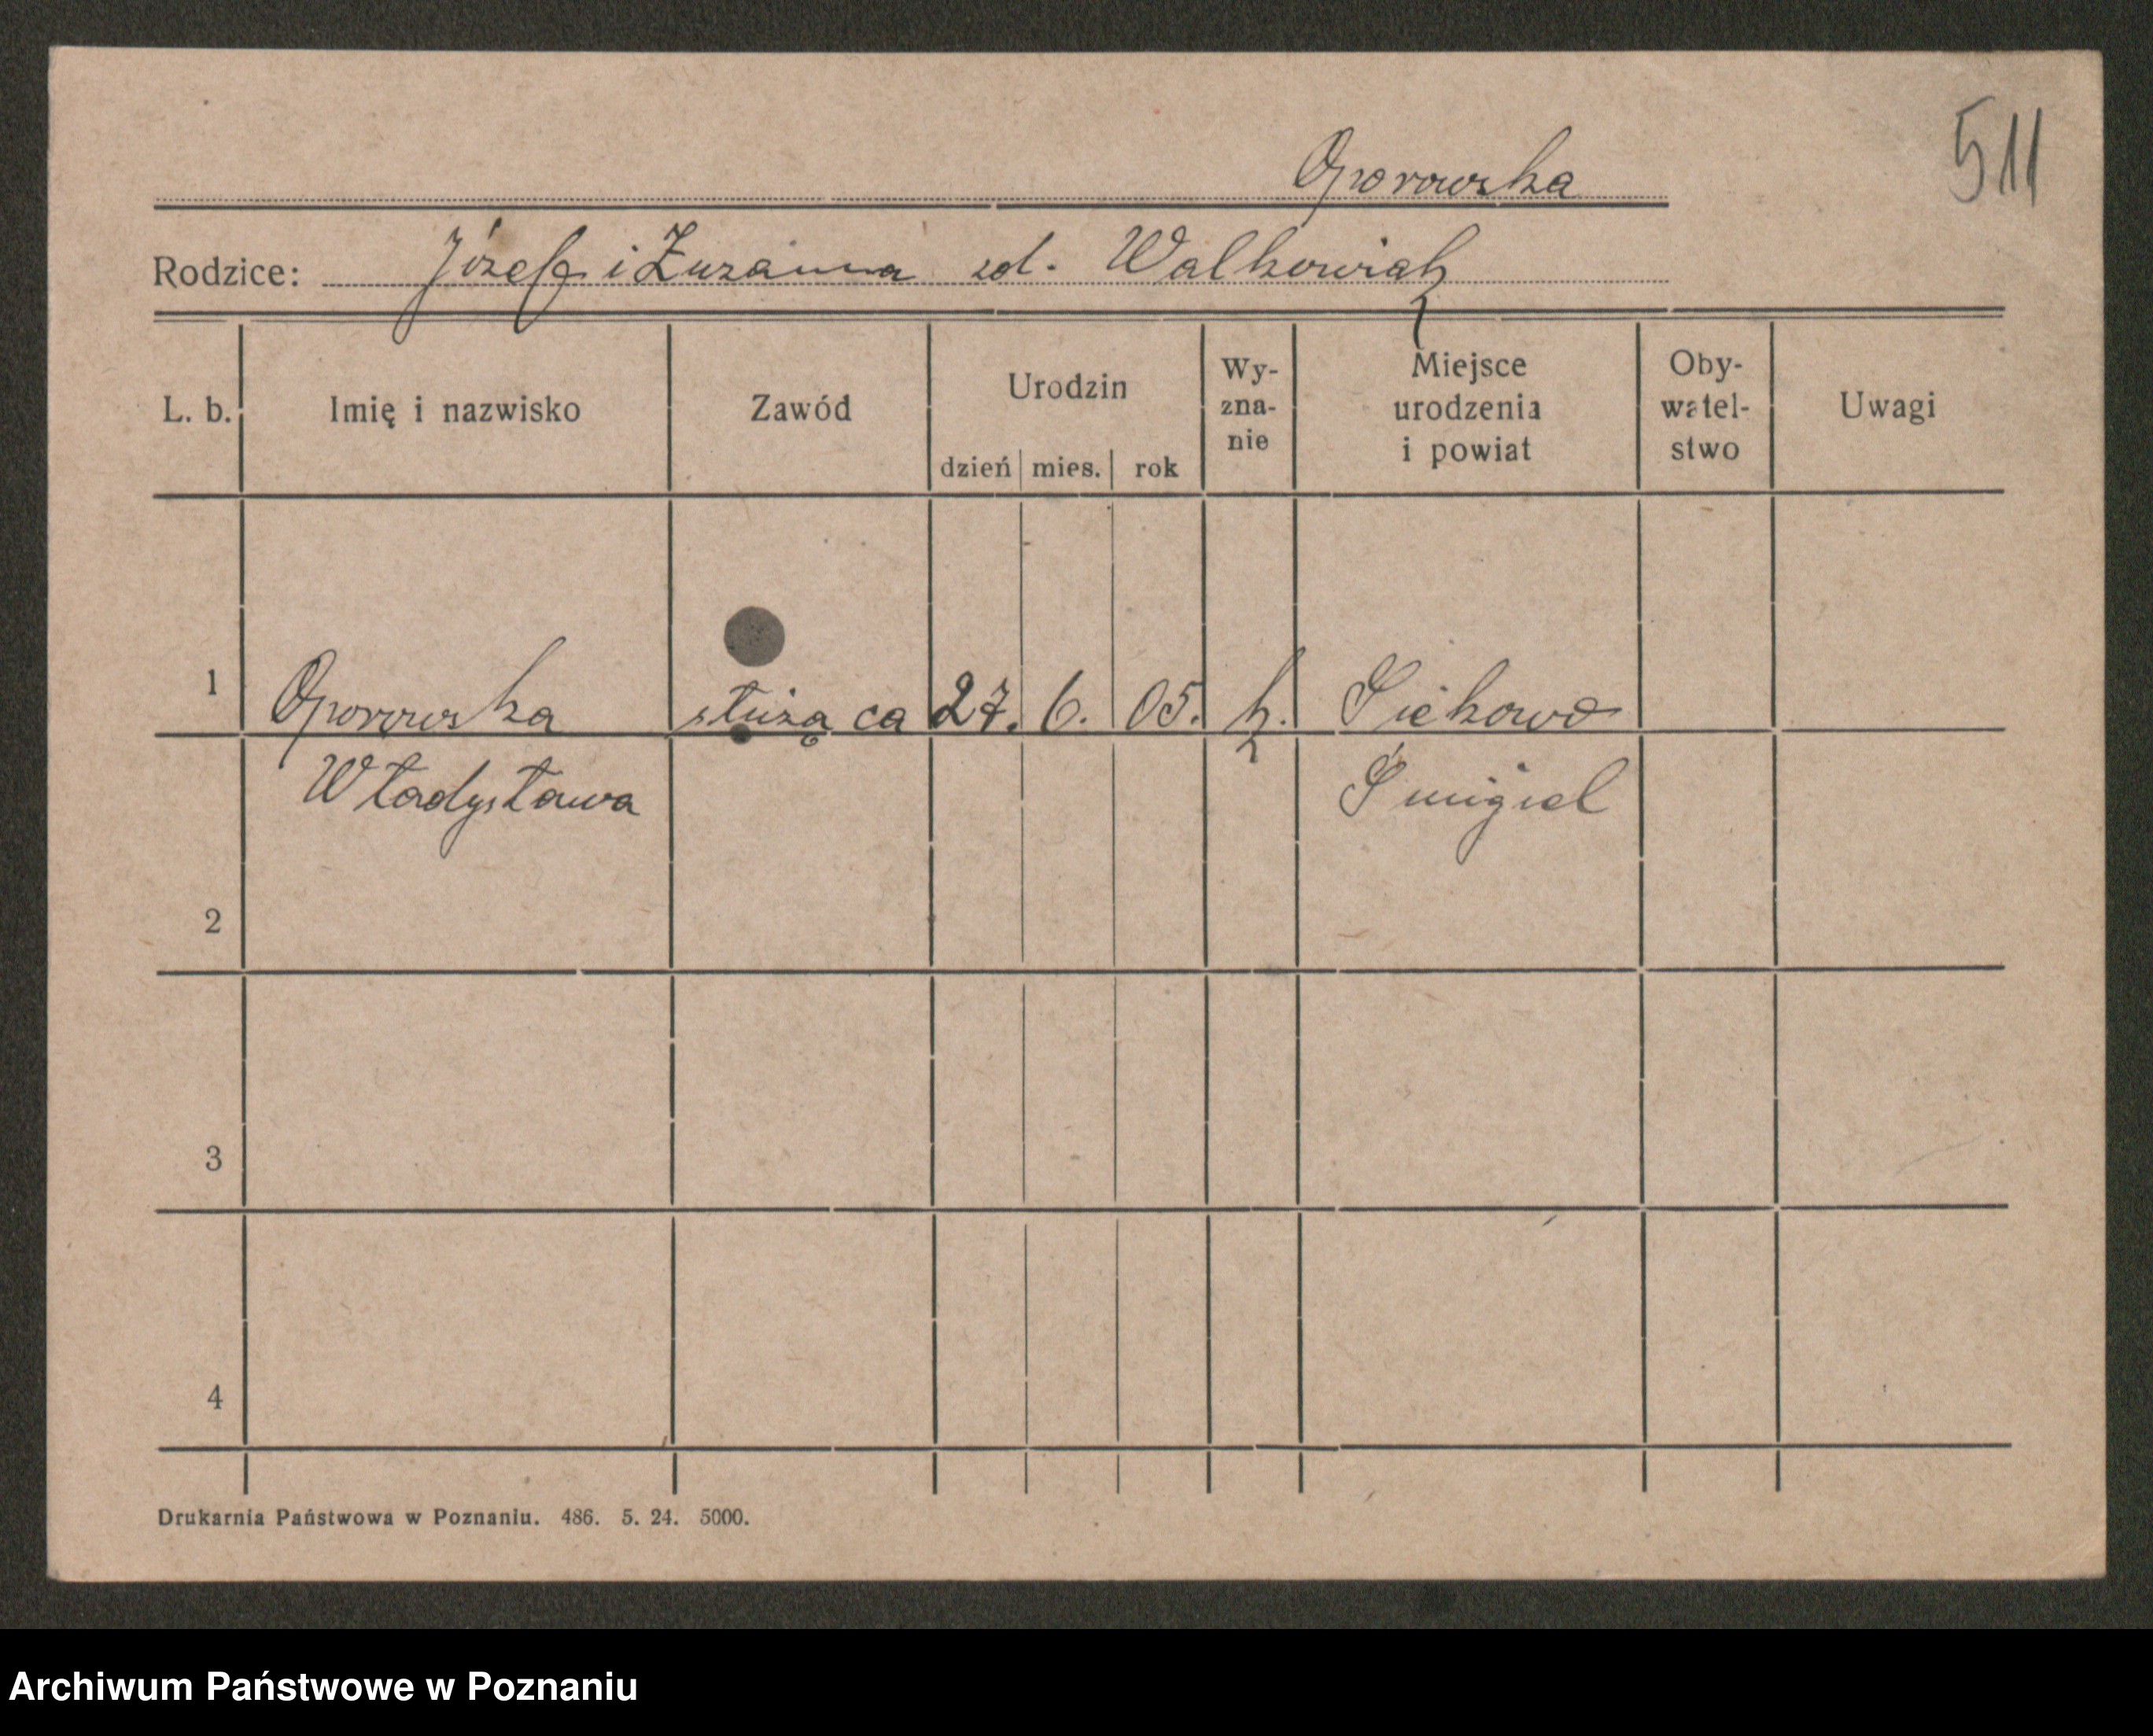 511
Oporowska
Rodzice: Józef i Zuzanna zd. Walkowiak
L. b. Imię i nazwisko Zawód Urodzin dzień mies. rok Wy-zna-nie Miejsce urodzenia i powiat Oby-watel-stwo Uwagi
1 Oporowska służąca 27. 6. 05. k. Siekowo
Władysława Śmigiel
2
3
4
Drukarnia Państwowa w Poznaniu. 486. 5. 24. 5000.
Archiwum Państwowe w Poznaniu